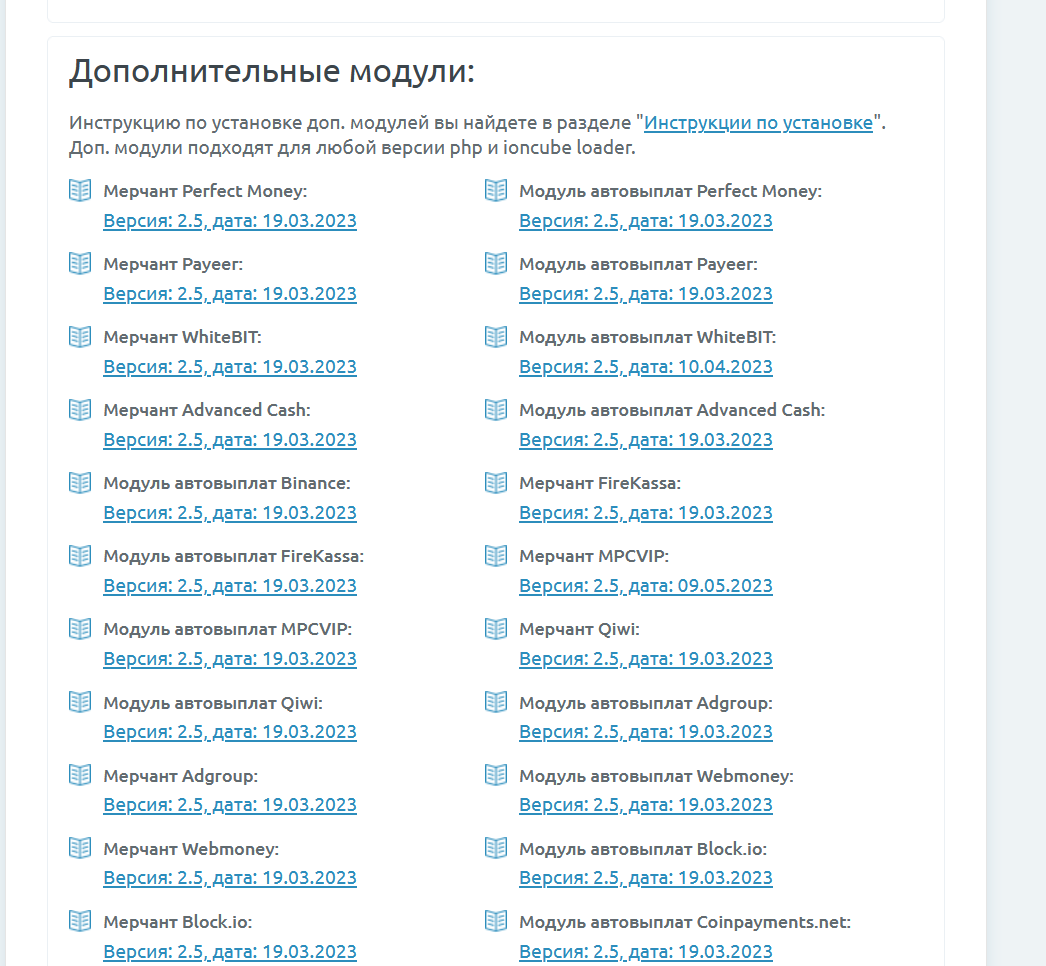 Дополнительные модули:
Инструкцию по установке доп. модулей вы найдете в разделе "Инструкции по установке".
Доп. модули подходят для любой версии php и ioncube loader.
Мерчант Perfect Money:
Версия: 2.5, дата: 19.03.2023
Модуль автовыплат Perfect Money:
Версия: 2.5, дата: 19.03.2023
Мерчант Payeer:
Версия: 2.5, дата: 19.03.2023
Модуль автовыплат Payeer:
Версия: 2.5, дата: 19.03.2023
Мерчант WhiteBIT:
Версия: 2.5, дата: 19.03.2023
Модуль автовыплат WhiteBIT:
Версия: 2.5, дата: 10.04.2023
Мерчант Advanced Cash:
Версия: 2.5, дата: 19.03.2023
Модуль автовыплат Advanced Cash:
Версия: 2.5, дата: 19.03.2023
Модуль автовыплат Binance:
Версия: 2.5, дата: 19.03.2023
Мерчант FireKassa:
Версия: 2.5, дата: 19.03.2023
Модуль автовыплат FireKassa:
Версия: 2.5, дата: 19.03.2023
Мерчант MPCVIP:
Версия: 2.5, дата: 09.05.2023
Модуль автовыплат MPCVIP:
Версия: 2.5, дата: 19.03.2023
Мерчант Qiwi:
Версия: 2.5, дата: 19.03.2023
Модуль автовыплат Qiwi:
Версия: 2.5, дата: 19.03.2023
Модуль автовыплат Adgroup:
Версия: 2.5, дата: 19.03.2023
Мерчант Adgroup:
Версия: 2.5, дата: 19.03.2023
Модуль автовыплат Webmoney:
Версия: 2.5, дата: 19.03.2023
Мерчант Webmoney:
Версия: 2.5, дата: 19.03.2023
Модуль автовыплат Block.io:
Версия: 2.5, дата: 19.03.2023
Мерчант Block.io:
Версия: 2.5, дата: 19.03.2023
Модуль автовыплат Coinpayments.net:
Версия: 2.5, дата: 19.03.2023